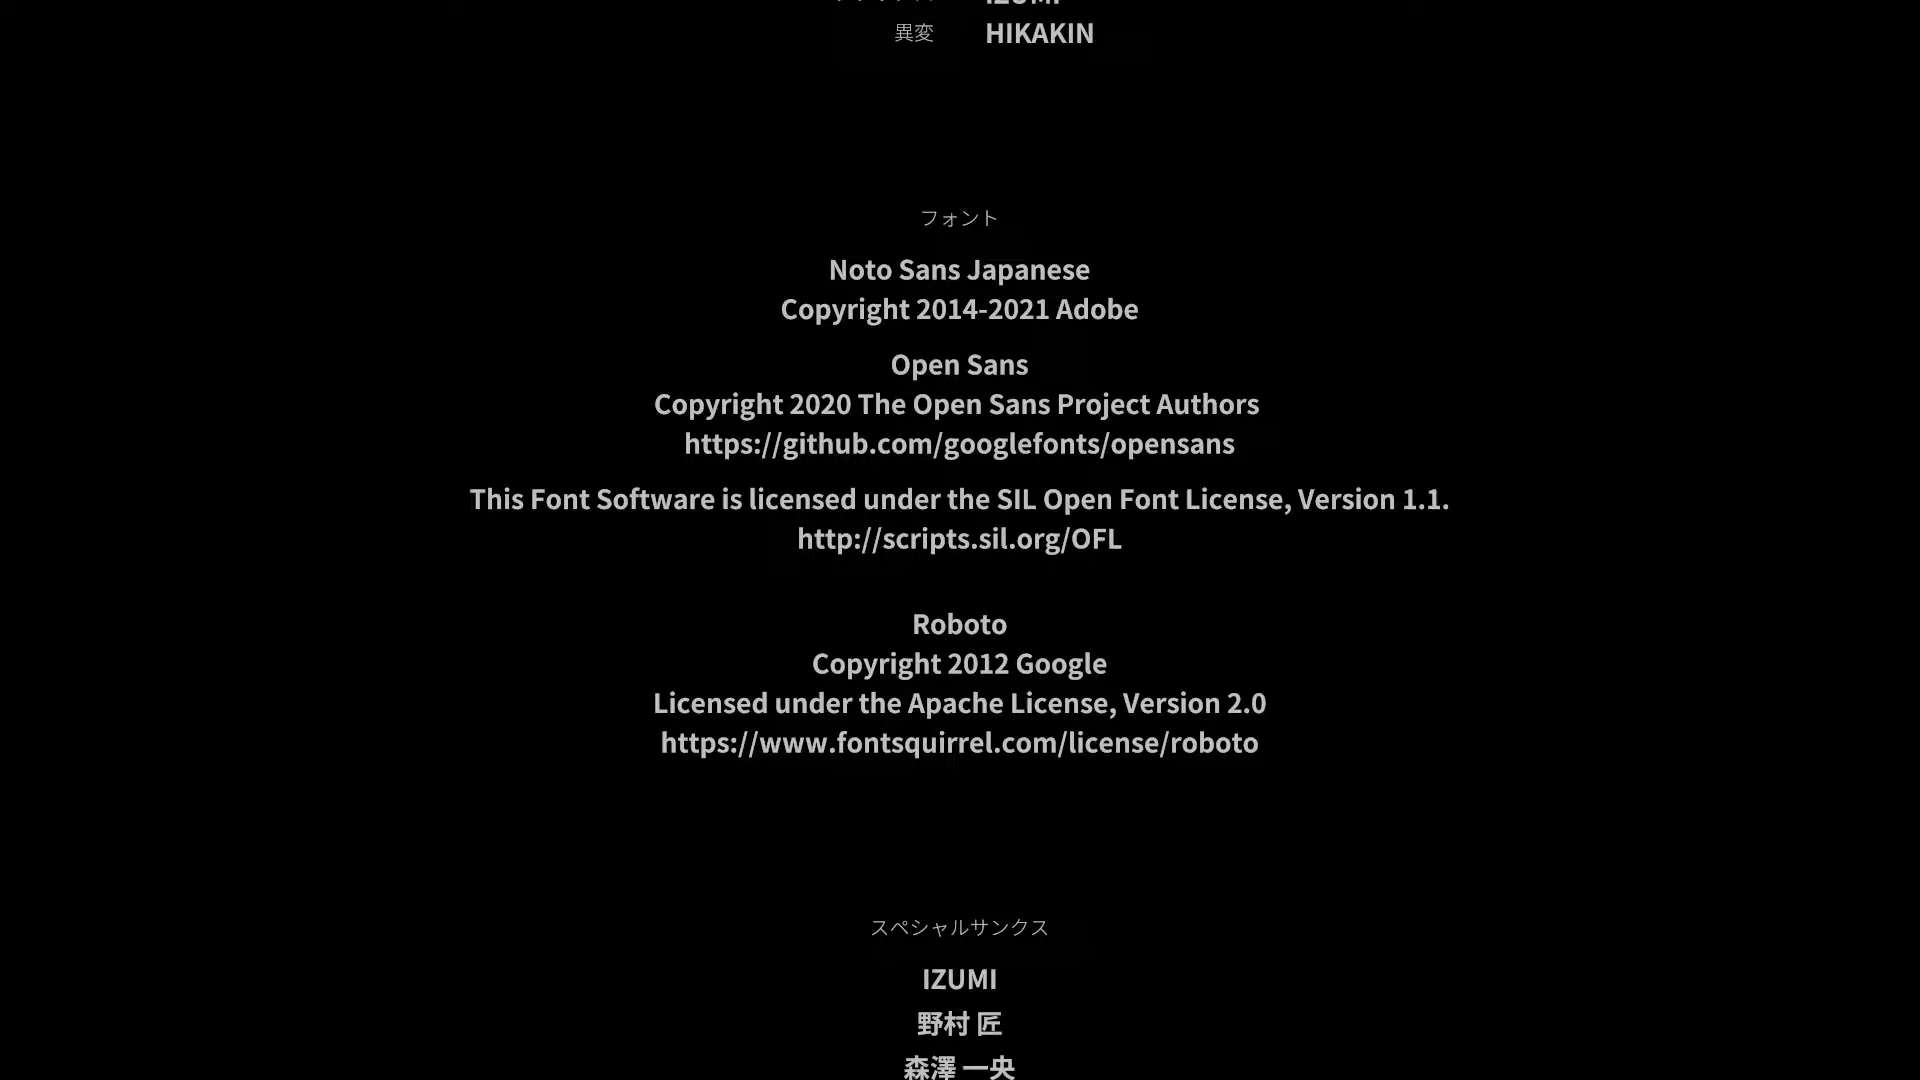 異変 HIKAKIN
フォント
Noto Sans Japanese
Copyright 2014-2021 Adobe
Open Sans
Copyright 2020 The Open Sans Project Authors
https://github.com/googlefonts/opensans
This Font Software is licensed under the SIL Open Font License, Version 1.1.
http://scripts.sil.org/OFL
Roboto
Copyright 2012 Google
Licensed under the Apache License, Version 2.0
https://www.fontsquirrel.com/license/roboto
スペシャルサンクス
IZUMI
野村 匠
森澤 一央